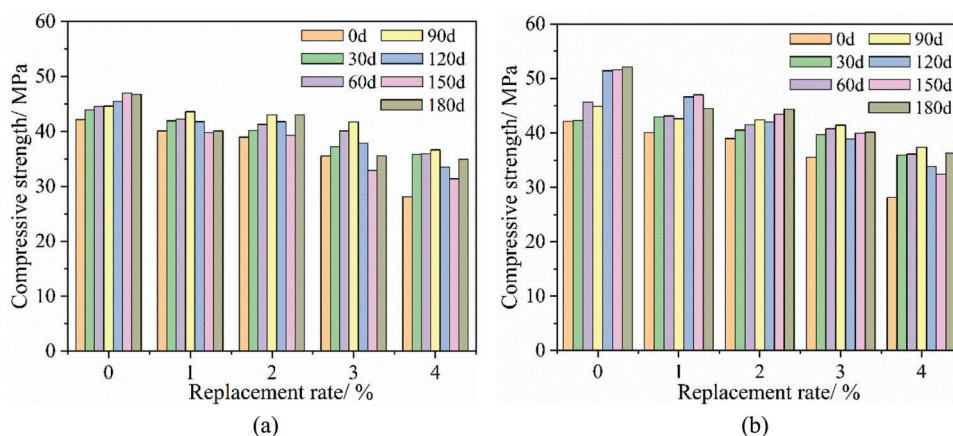 60
50
40
30
20
10
0
Compressive strength/ MPa
0d 90d
30d 120d
60d 150d
180d
0 1 2 3 4
Replacement rate/ %
(a)
60
50
40
30
20
10
0
Compressive strength/ MPa
0d 90d
30d 120d
60d 150d
180d
0 1 2 3 4
Replacement rate/ %
(b)